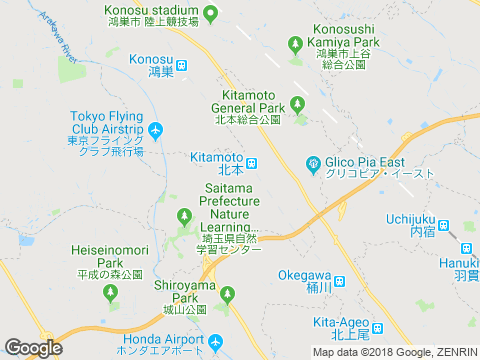 Konosu stadium
鴻巣市 陸上競技場
Arakawa River
Konosu
鴻巣
Konosushi
Kamiya Park
鴻巣市上谷
総合公園
Kitamoto
General Park
北本総合公園
Tokyo Flying
Club Airstrip
東京フライング
クラブ飛行場
Kitamoto
北本
Glico Pia East
グリコピア・イースト
Saitama
Prefecture
Nature
Learning...
埼玉県自然
学習センター
Uchijuku
内宿
Heiseinomori Park
平成の森公園
Hanuki
羽貫
Shiroyama
Park
城山公園
Okegawa
桶川
Kita-Ageo
北上尾
Honda Airport
ホンダエアポート
Google
Map data ©2018 Google, ZENRIN